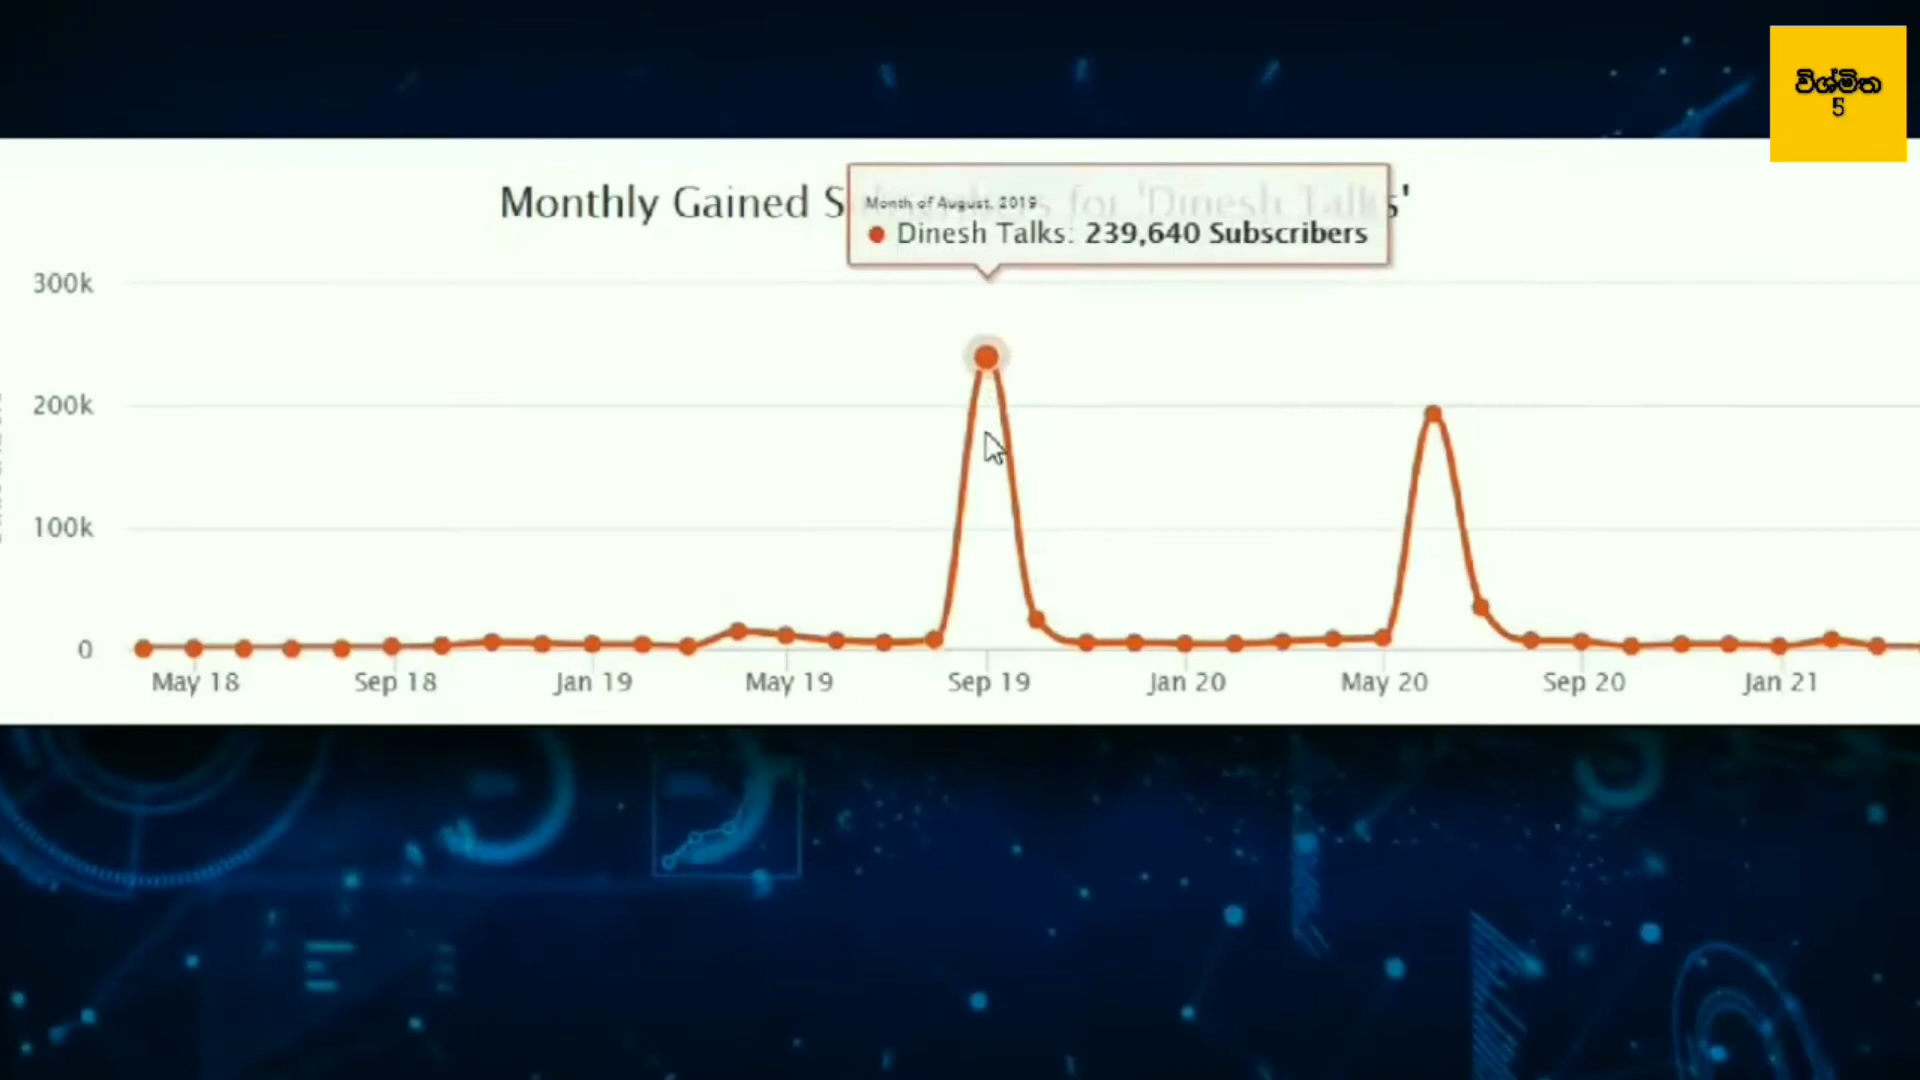 විශ්මිත
5
Monthly Gained S
s'
Month of August, 2019
Dinesh Talks: 239,640 Subscribers
300k
200k
100k
0
May 18 Sep 18 Jan 19 May 19 Sep 19 Jan 20 May 20 Sep 20 Jan 21